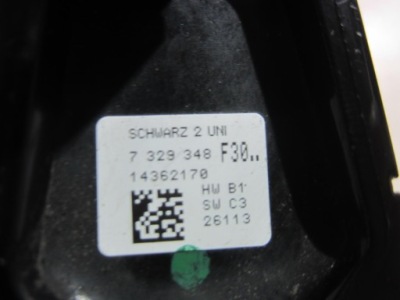 SCHWARZ 2 UNI
7 329 348 F30..
14362170
HW B1
SW C3
26113